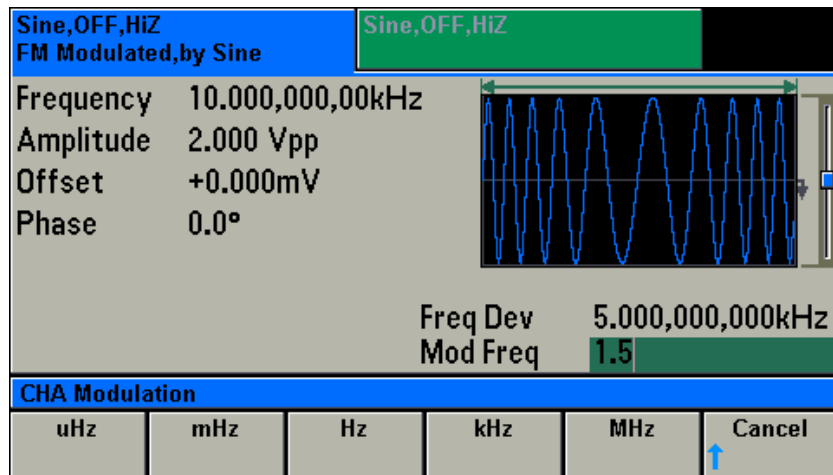 Sine,OFF,HiZ
FM Modulated,by Sine
Sine,OFF,HiZ
Frequency 10.000,000,00kHz
Amplitude 2.000 Vpp
Offset +0.000mV
Phase 0.0°
Freq Dev 5.000,000,000kHz
Mod Freq 1.5
CHA Modulation
uHz mHz Hz kHz MHz Cancel